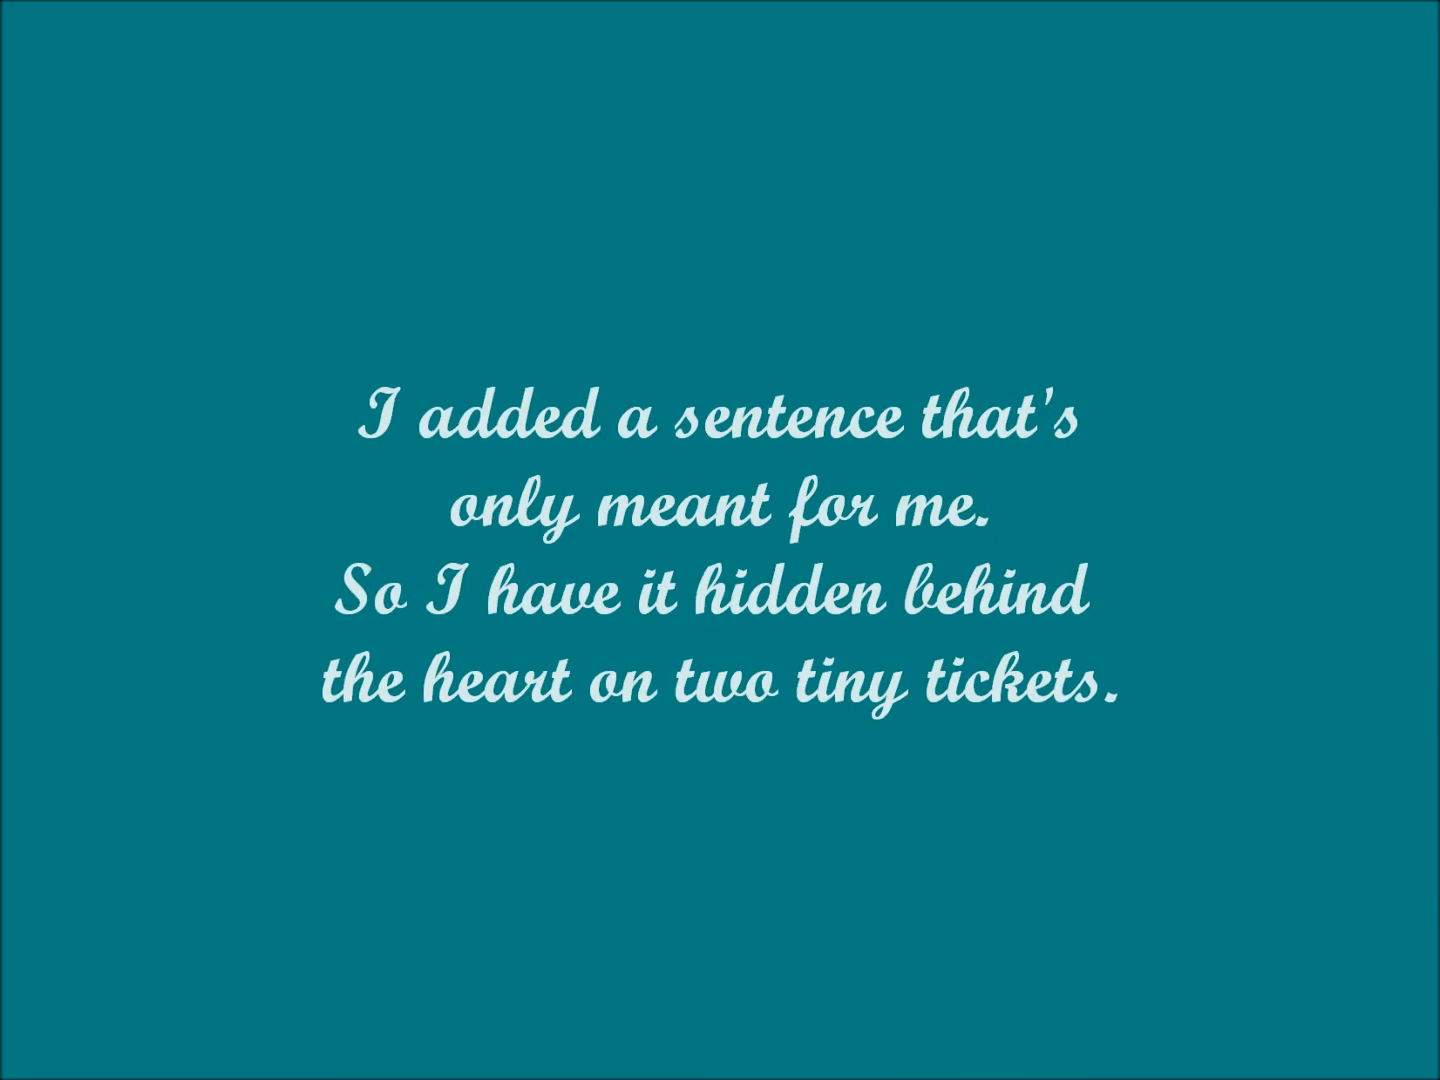 I added a sentence that's
only meant for me.
So I have it hidden behind
the heart on two tiny tickets.